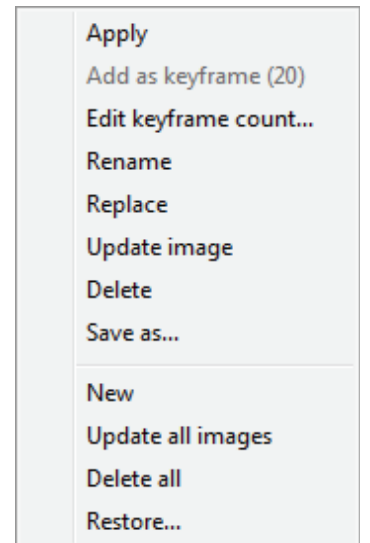 Apply
Add as keyframe (20)
Edit keyframe count...
Rename
Replace
Update image
Delete
Save as...
New
Update all images
Delete all
Restore...